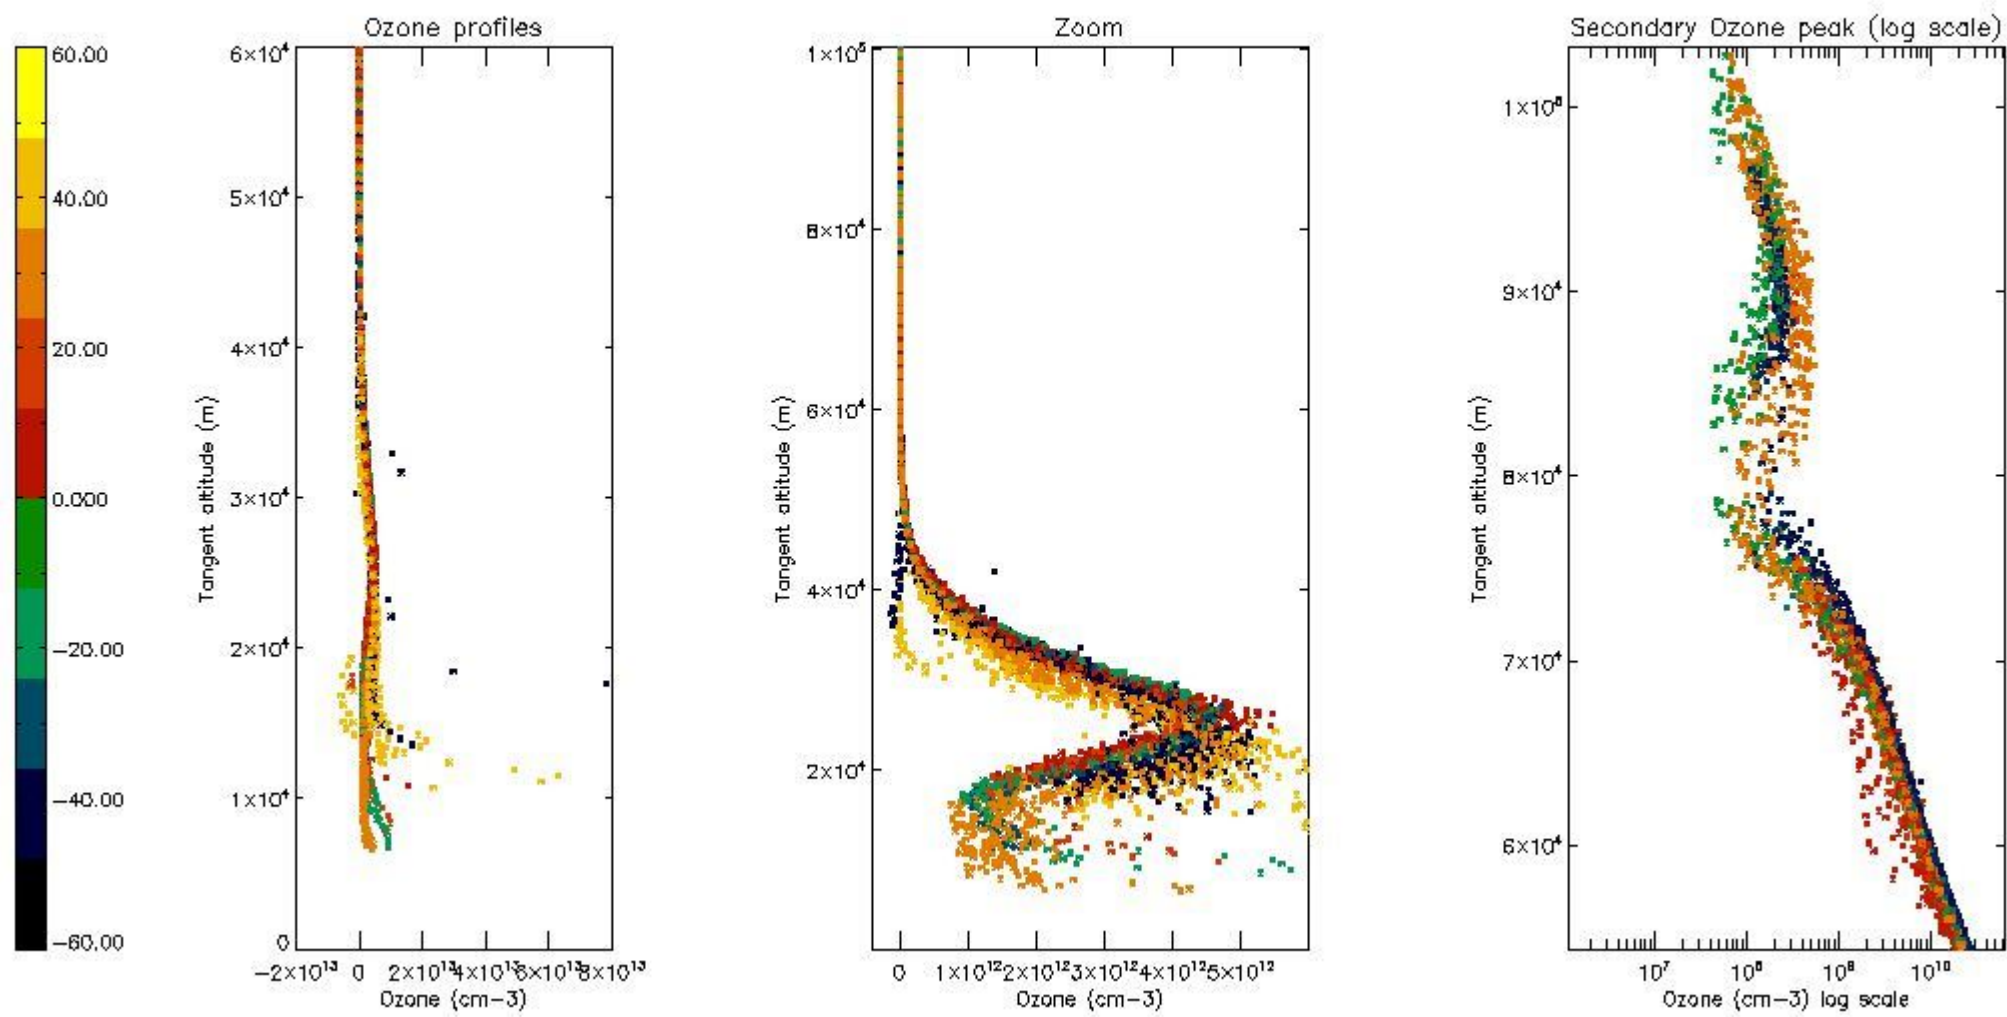 Ozone profiles
Zoom
Secondary Ozone peak (log scale)
60.00
40.00
20.00
0.000
−20.00
−40.00
−60.00
6×10⁴
5×10⁴
4×10⁴
3×10⁴
2×10⁴
1×10⁴
0
Tangent altitude (m)
−2×10¹³ 0 2×10¹³ 4×10¹³ 6×10¹³ 8×10¹³
Ozone (cm−3)
1×10⁵
8×10⁴
6×10⁴
4×10⁴
2×10⁴
Tangent altitude (m)
0 1×10¹² 2×10¹² 3×10¹² 4×10¹² 5×10¹²
Ozone (cm−3)
1×10⁵
9×10⁴
8×10⁴
7×10⁴
6×10⁴
Tangent altitude (m)
10⁷ 10⁸ 10⁹ 10¹⁰
Ozone (cm−3) log scale